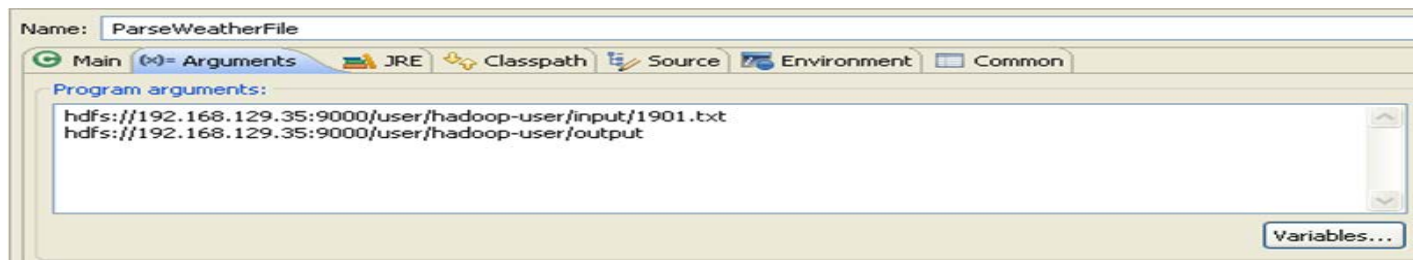 Name: ParseWeatherFile
Main (x)= Arguments JRE Classpath Source Environment Common
Program arguments:
hdfs://192.168.129.35:9000/user/hadoop-user/input/1901.txt
hdfs://192.168.129.35:9000/user/hadoop-user/output
Variables...